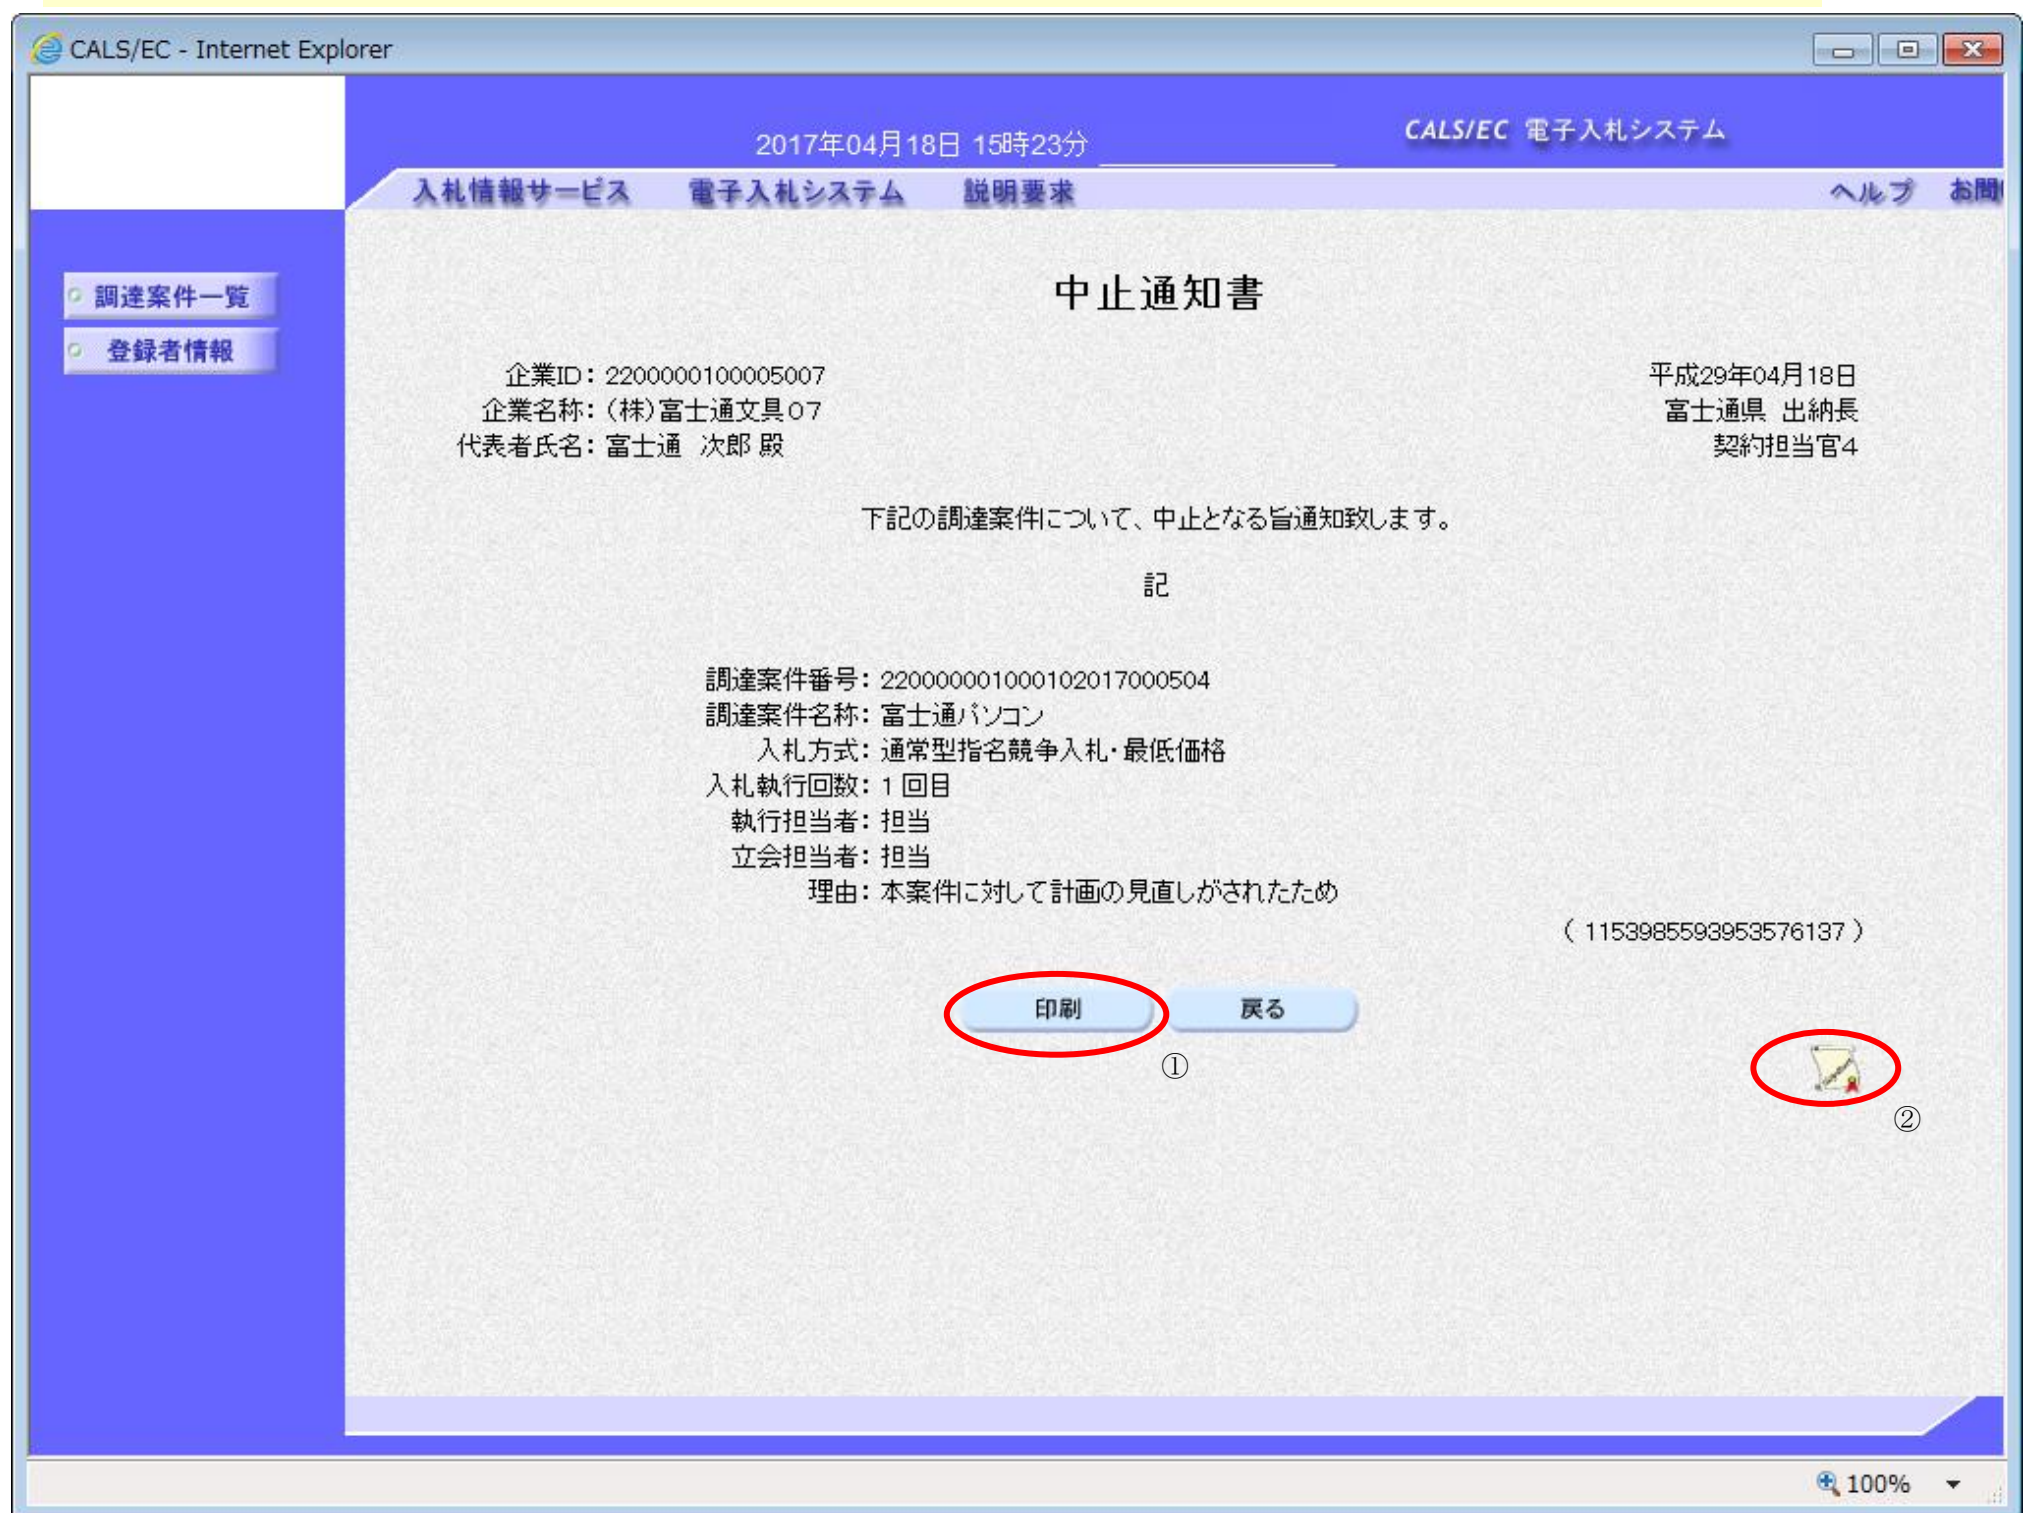 CALS/EC - Internet Explorer
2017年04月18日 15時23分
CALS/EC 電子入札システム
入札情報サービス 電子入札システム 説明要求 ヘルプ お問
調達案件一覧
登録者情報
中止通知書
企業ID：2200000100005007
企業名称：（株）富士通文具０７
代表者氏名：富士通 次郎 殿
平成29年04月18日
富士通県 出納長
契約担当官４
下記の調達案件について、中止となる旨通知致します。
記
調達案件番号：220000001000102017000504
調達案件名称：富士通パソコン
入札方式：通常型指名競争入札・最低価格
入札執行回数：１回目
執行担当者：担当
立会担当者：担当
理由：本案件に対して計画の見直しがされたため
（ 1153985593953576137 ）
印刷 戻る
①
②
100%